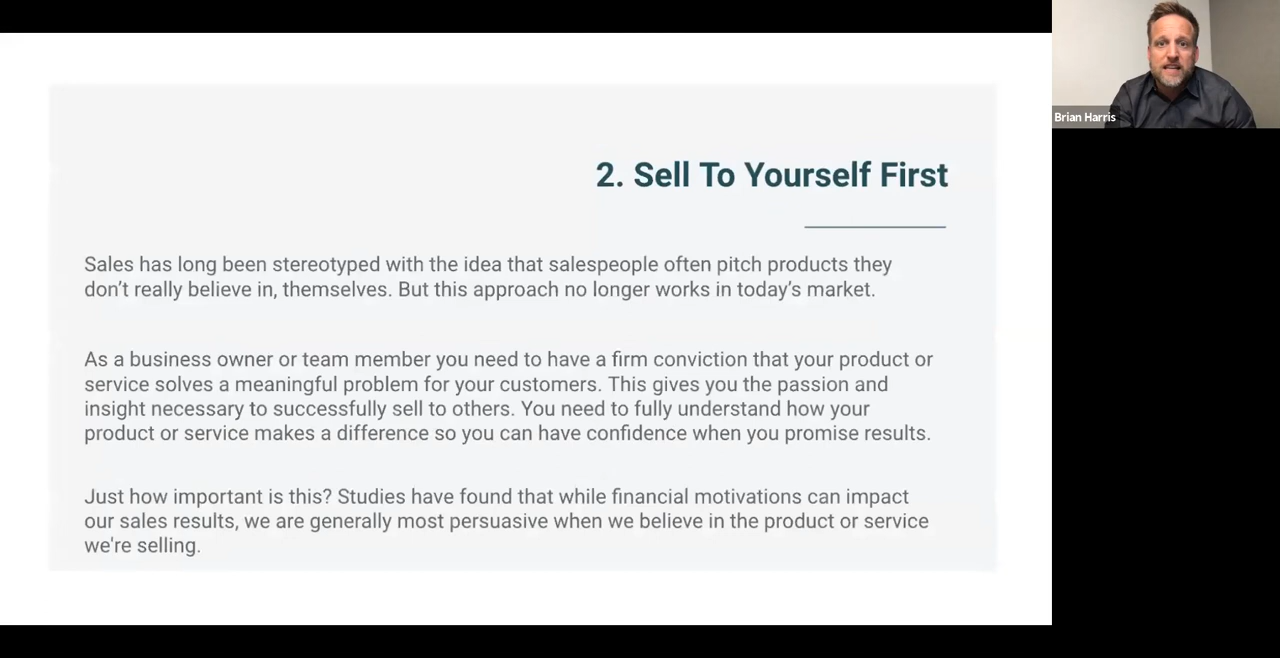 Brian Harris
2. Sell To Yourself First
Sales has long been stereotyped with the idea that salespeople often pitch products they
don’t really believe in, themselves. But this approach no longer works in today’s market.
As a business owner or team member you need to have a firm conviction that your product or
service solves a meaningful problem for your customers. This gives you the passion and
insight necessary to successfully sell to others. You need to fully understand how your
product or service makes a difference so you can have confidence when you promise results.
Just how important is this? Studies have found that while financial motivations can impact
our sales results, we are generally most persuasive when we believe in the product or service
we're selling.